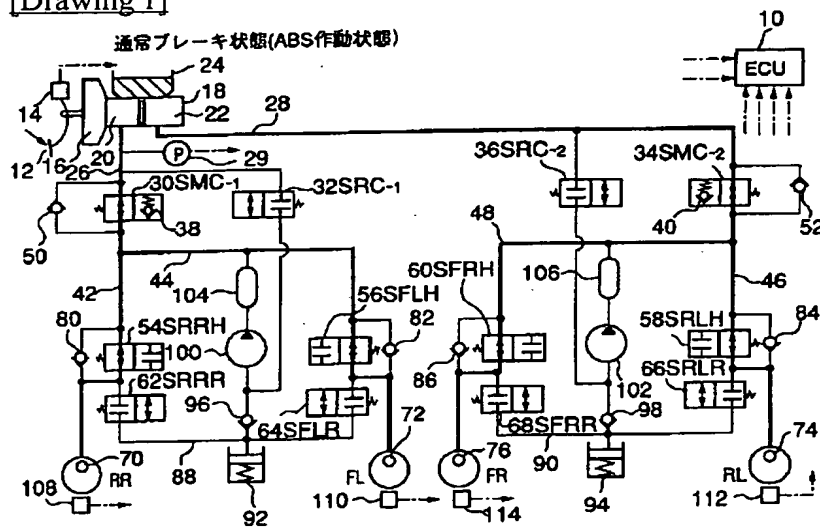 [Drawing 1]
通常ブレーキ状態(ABS作動状態)
10
ECU
24
18
14
22
28
12
16
20
26
P
29
36SRC-2
34SMC-2
30SMC-1
32SRC-1
50
38
40
52
48
44
42
104
60SFRH
106
46
56SFLH
80
54SRRH
82
58SRLH
84
100
86
102
62SRRR
66SRLR
96
98
64SFLR
68SFRR
88
72
76
90
74
70
RR
FL
FR
RL
108
92
110
114
94
112